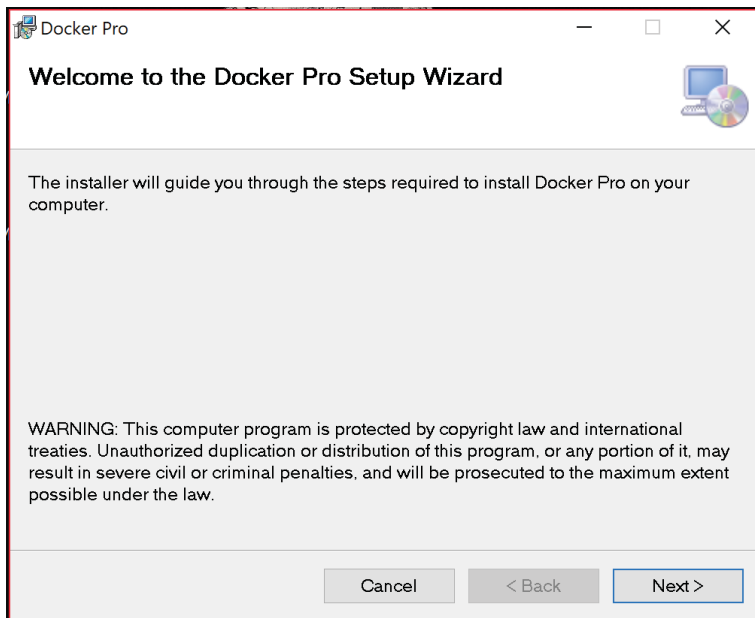 Docker Pro
Welcome to the Docker Pro Setup Wizard
The installer will guide you through the steps required to install Docker Pro on your
computer.
WARNING: This computer program is protected by copyright law and international
treaties. Unauthorized duplication or distribution of this program, or any portion of it, may
result in severe civil or criminal penalties, and will be prosecuted to the maximum extent
possible under the law.
Cancel < Back Next >